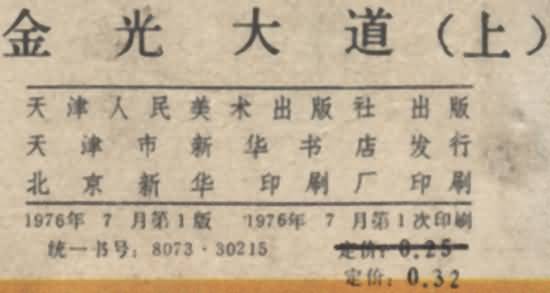 金光大道（上）
天津人民美术出版社出版
天津市新华书店发行
北京新华印刷厂印刷
1976年7月第1版 1976年7月第1次印刷
统一书号：8073·30215
定价：0.25
定价：0.32